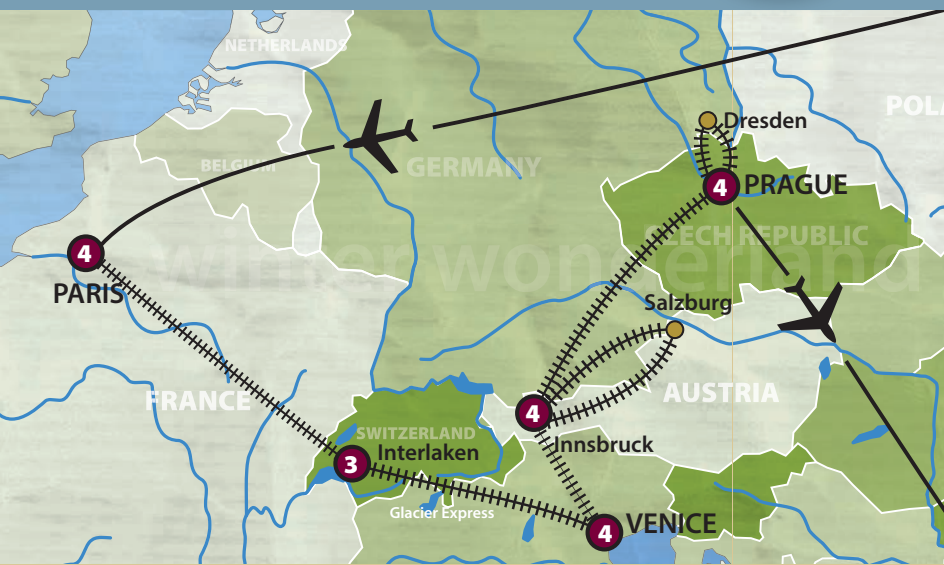 NETHERLANDS
POL
Dresden
BELGIUM
GERMANY
4
PRAGUE
CZECH REPUBLIC
4
winter wonderland
PARIS
Salzburg
AUSTRIA
FRANCE
4
SWITZERLAND
Innsbruck
Interlaken
3
Glacier Express
VENICE
4